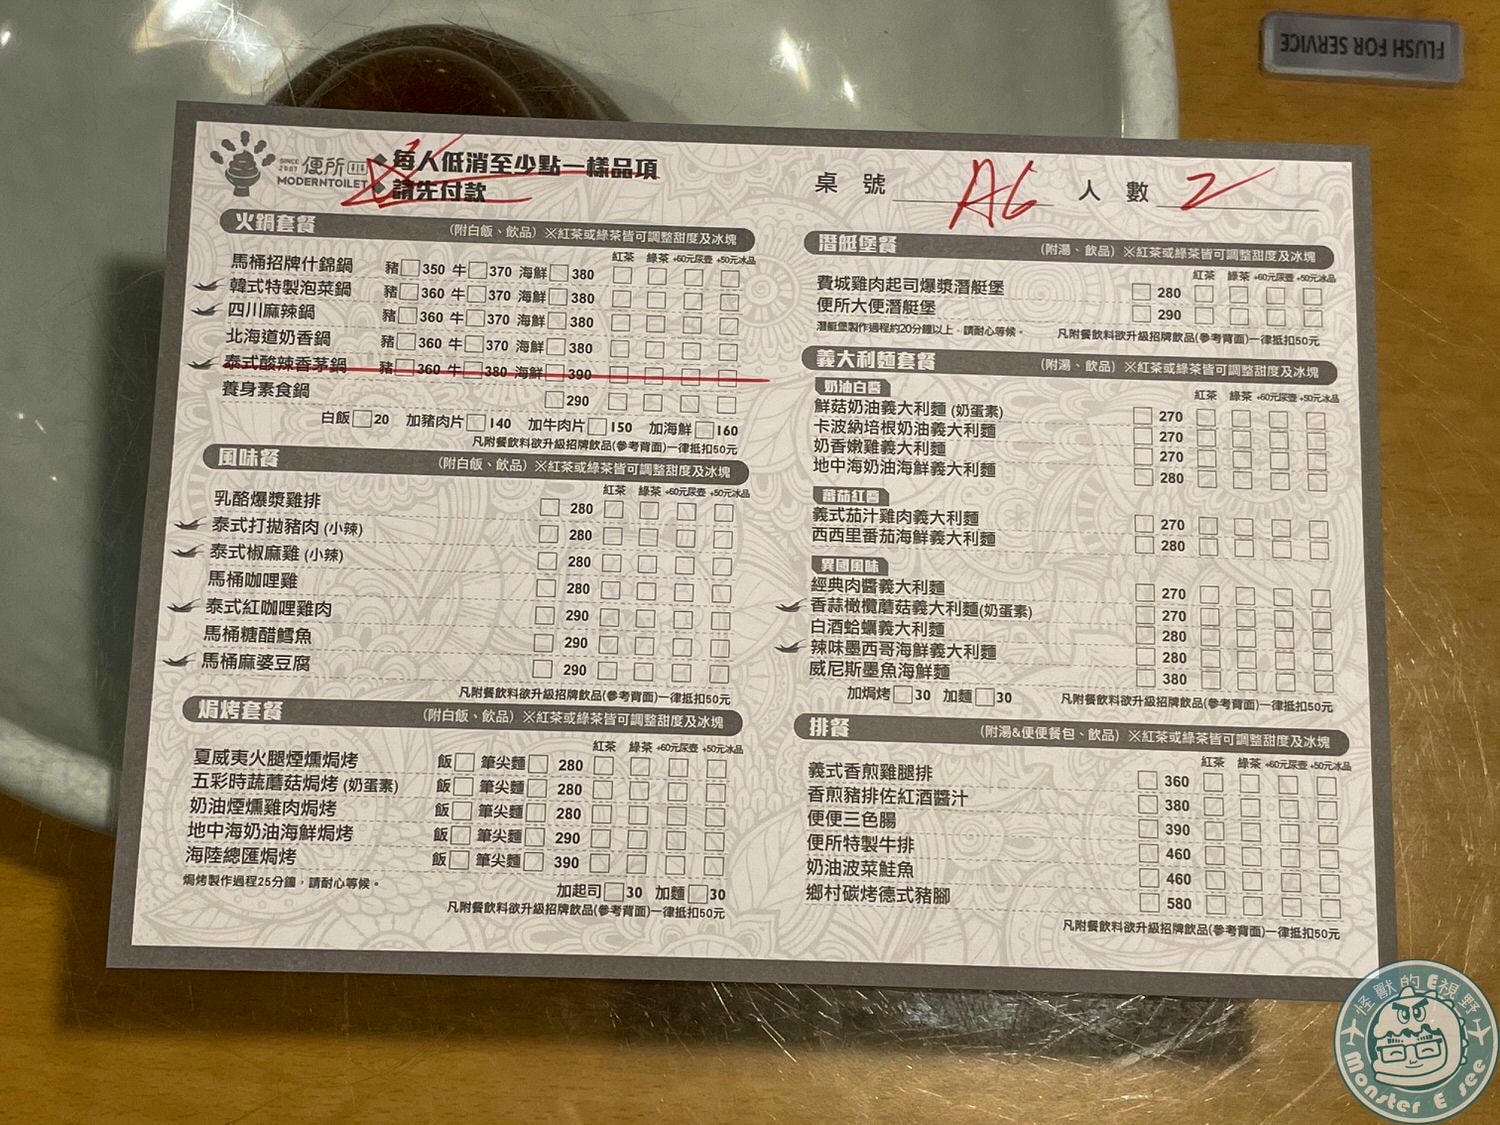 FLUSH FOR SERVICE
SINCE 2007 便所 MODERNTOILET
◆每人低消至少點一樣品項
◆請先付款
桌號 A6 人數 2
火鍋套餐 (附白飯、飲品) ※紅茶或綠茶皆可調整甜度及冰塊
紅茶 綠茶 +60元尿壺 +50元冰品
馬桶招牌什錦鍋 豬□350 牛□370 海鮮□380 □ □ □ □
韓式特製泡菜鍋 豬□360 牛□370 海鮮□380 □ □ □ □
四川麻辣鍋 豬□360 牛□370 海鮮□380 □ □ □ □
北海道奶香鍋 豬□360 牛□370 海鮮□380 □ □ □ □
泰式酸辣香茅鍋 豬□360 牛□380 海鮮□390 □ □ □ □
養身素食鍋 □290 □ □ □ □
白飯□20 加豬肉片□140 加牛肉片□150 加海鮮□160
凡附餐飲料欲升級招牌飲品(參考背面)一律抵扣50元
風味餐 (附白飯、飲品) ※紅茶或綠茶皆可調整甜度及冰塊
紅茶 綠茶 +60元尿壺 +50元冰品
乳酪爆漿雞排 □ 280 □ □ □ □
泰式打拋豬肉 (小辣) □ 280 □ □ □ □
泰式椒麻雞 (小辣) □ 280 □ □ □ □
馬桶咖哩雞 □ 280 □ □ □ □
泰式紅咖哩雞肉 □ 290 □ □ □ □
馬桶糖醋鱈魚 □ 290 □ □ □ □
馬桶麻婆豆腐 □ 290 □ □ □ □
凡附餐飲料欲升級招牌飲品(參考背面)一律抵扣50元
焗烤套餐 (附白飯、飲品) ※紅茶或綠茶皆可調整甜度及冰塊
紅茶 綠茶 +60元尿壺 +50元冰品
夏威夷火腿煙燻焗烤 飯□ 筆尖麵□ 280 □ □ □ □
五彩時蔬蘑菇焗烤 (奶蛋素) 飯□ 筆尖麵□ 280 □ □ □ □
奶油煙燻雞肉焗烤 飯□ 筆尖麵□ 280 □ □ □ □
地中海奶油海鮮焗烤 飯□ 筆尖麵□ 290 □ □ □ □
海陸總匯焗烤 飯□ 筆尖麵□ 390 □ □ □ □
焗烤製作過程25分鐘,請耐心等候。
加起司□30 加麵□30
凡附餐飲料欲升級招牌飲品(參考背面)一律抵扣50元
潛艇堡餐 (附湯、飲品) ※紅茶或綠茶皆可調整甜度及冰塊
紅茶 綠茶 +60元尿壺 +50元冰品
費城雞肉起司爆漿潛艇堡 □ 280 □ □ □ □
便所大便潛艇堡 □ 290 □ □ □ □
潛艇堡製作過程約20分鐘以上,請耐心等候。 凡附餐飲料欲升級招牌飲品(參考背面)一律抵扣50元
義大利麵套餐 (附湯、飲品) ※紅茶或綠茶皆可調整甜度及冰塊
奶油白醬 紅茶 綠茶 +60元尿壺 +50元冰品
鮮菇奶油義大利麵 (奶蛋素) □ 270 □ □ □ □
卡波納培根奶油義大利麵 □ 270 □ □ □ □
奶香嫩雞義大利麵 □ 270 □ □ □ □
地中海奶油海鮮義大利麵 □ 280 □ □ □ □
蕃茄紅醬
義式茄汁雞肉義大利麵 □ 270 □ □ □ □
西西里番茄海鮮義大利麵 □ 280 □ □ □ □
異國風味
經典肉醬義大利麵 □ 270 □ □ □ □
香蒜橄欖蘑菇義大利麵(奶蛋素) □ 270 □ □ □ □
白酒蛤蠣義大利麵 □ 280 □ □ □ □
辣味墨西哥海鮮義大利麵 □ 280 □ □ □ □
威尼斯墨魚海鮮麵 □ 380 □ □ □ □
加焗烤□30 加麵□30 凡附餐飲料欲升級招牌飲品(參考背面)一律抵扣50元
排餐 (附湯&便便餐包、飲品) ※紅茶或綠茶皆可調整甜度及冰塊
紅茶 綠茶 +60元尿壺 +50元冰品
義式香煎雞腿排 □ 360 □ □ □ □
香煎豬排佐紅酒醬汁 □ 380 □ □ □ □
便便三色腸 □ 390 □ □ □ □
便所特製牛排 □ 460 □ □ □ □
奶油波菜鮭魚 □ 460 □ □ □ □
鄉村碳烤德式豬腳 □ 580 □ □ □ □
凡附餐飲料欲升級招牌飲品(參考背面)一律抵扣50元
怪獸的E視野
Monster E see